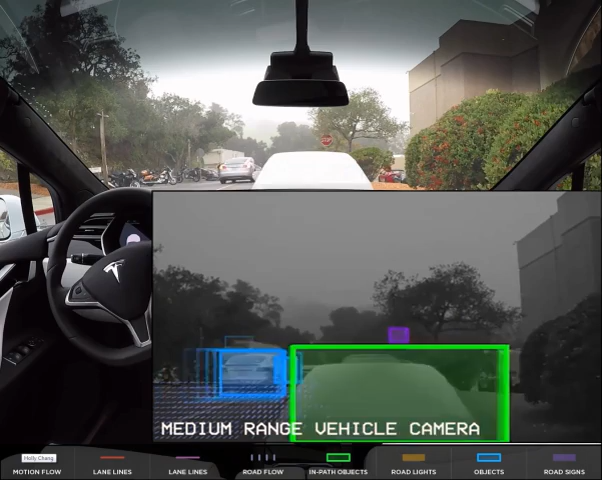 MEDIUM RANGE VEHICLE CAMERA
Holly Chang
MOTION FLOW
LANE LINES
LANE LINES
ROAD FLOW
IN-PATH OBJECTS
ROAD LIGHTS
OBJECTS
ROAD SIGNS